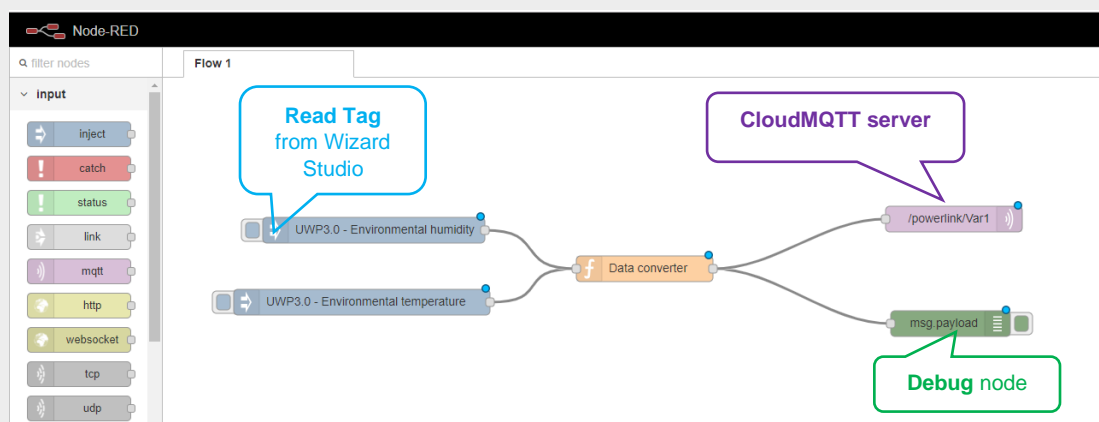 Node-RED
filter nodes
Flow 1
input
inject
catch
status
link
mqtt
http
websocket
tcp
udp
Read Tag
from Wizard
Studio
CloudMQTT server
UWP3.0 - Environmental humidity
/powerlink/Var1
Data converter
UWP3.0 - Environmental temperature
msg.payload
Debug node